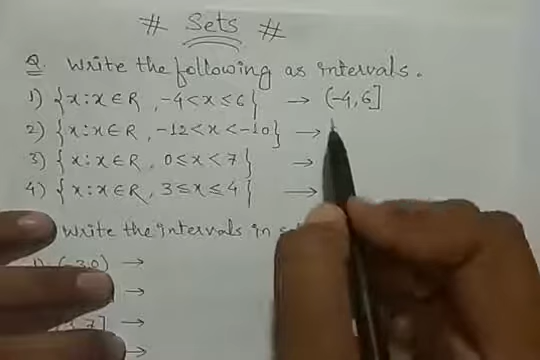 # Sets #
Q. Write the following as intervals.
1) {x : x ∈ R, -4 < x ≤ 6} → (-4, 6]
2) {x : x ∈ R, -12 < x < -10} →
3) {x : x ∈ R, 0 ≤ x < 7} →
4) {x : x ∈ R, 3 ≤ x ≤ 4} →
Write the intervals in
1) (-3, 0) →
→
7] →
→